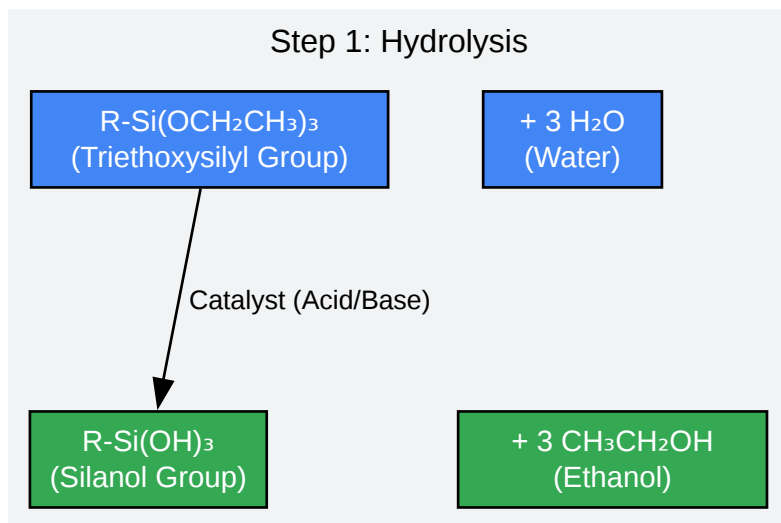 Step 1: Hydrolysis
R-Si(OCH₂CH₃)₃
(Triethoxysilyl Group)
+ 3 H₂O
(Water)
Catalyst (Acid/Base)
R-Si(OH)₃
(Silanol Group)
+ 3 CH₃CH₂OH
(Ethanol)